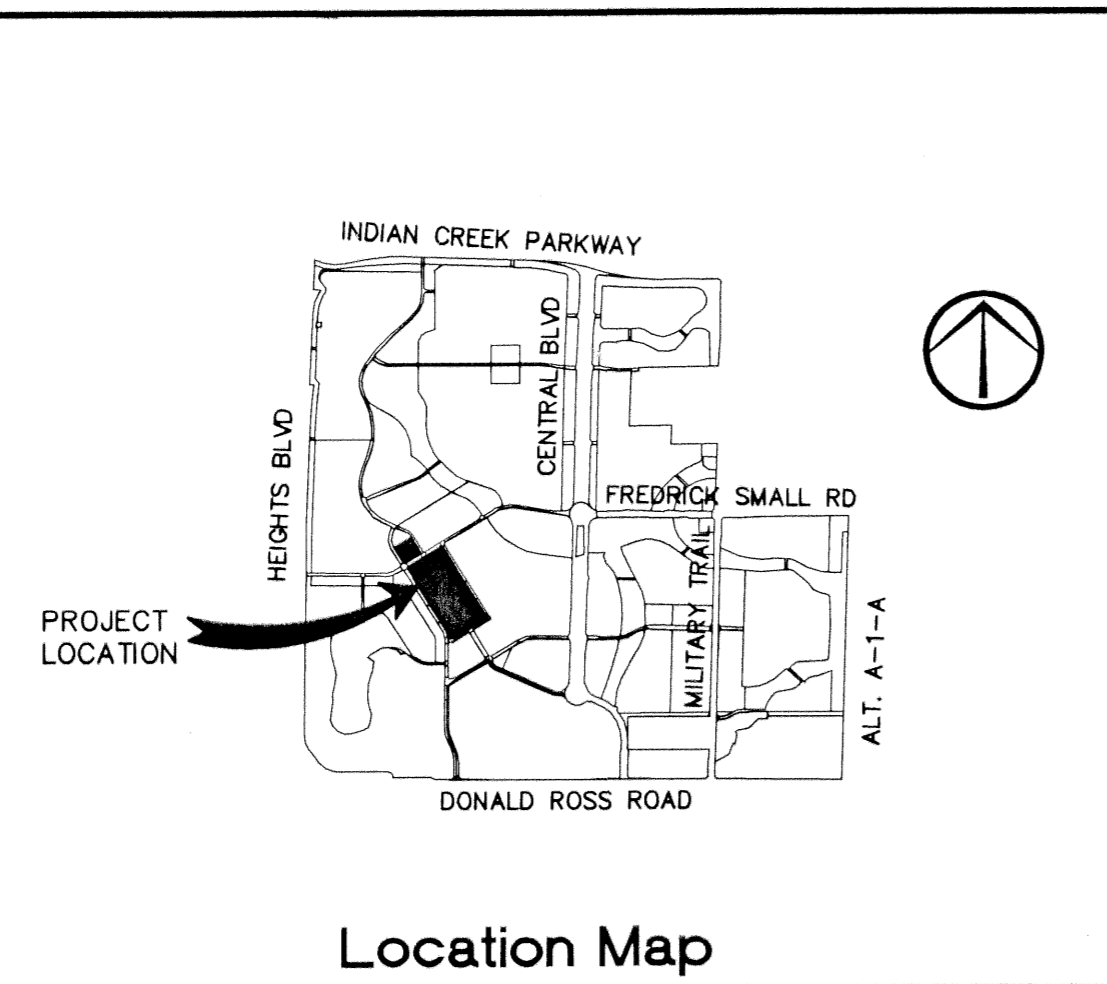 INDIAN CREEK PARKWAY
CENTRAL BLVD
HEIGHTS BLVD
FREDRICK SMALL RD
MILITARY TRAIL
PROJECT
LOCATION
ALT. A-1-A
DONALD ROSS ROAD
Location Map